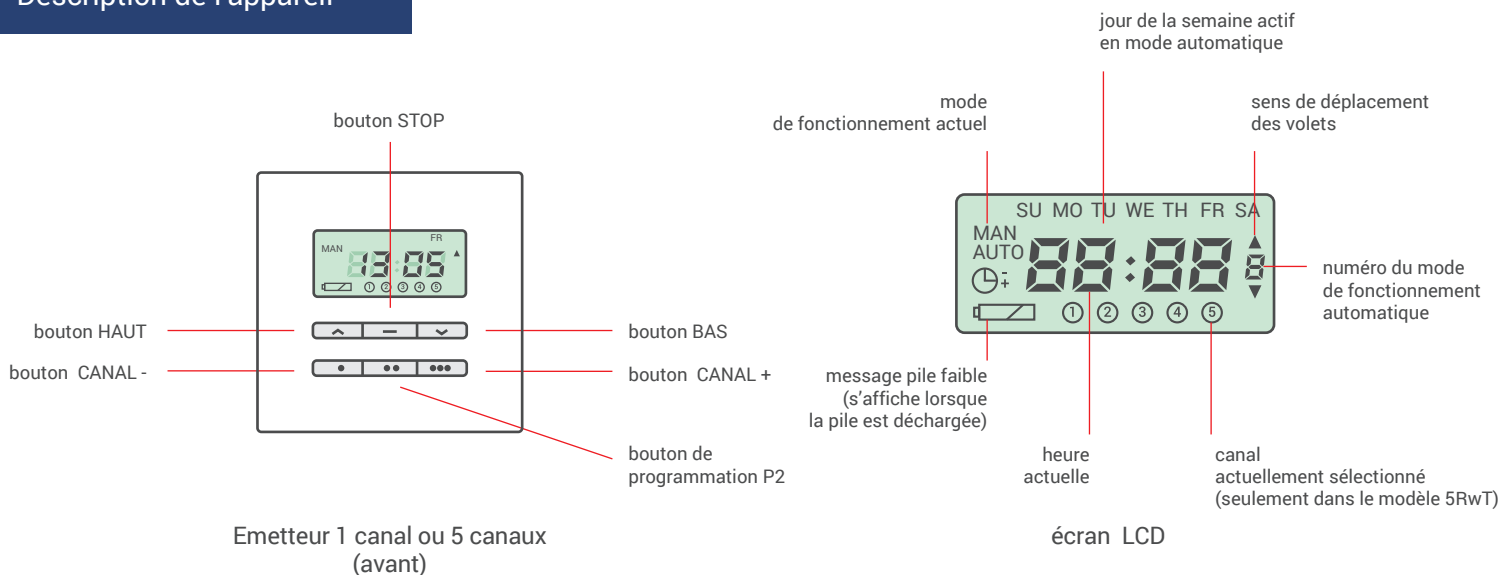 Description de l'appareil
bouton STOP
MAN
FR
13:05
1 2 3 4 5
bouton HAUT
bouton BAS
bouton CANAL -
bouton CANAL +
bouton de
programmation P2
Emetteur 1 canal ou 5 canaux
(avant)
jour de la semaine actif
en mode automatique
mode
de fonctionnement actuel
sens de déplacement
des volets
SU MO TU WE TH FR SA
MAN
AUTO
88:88
8
- +
1 2 3 4 5
numéro du mode
de fonctionnement
automatique
message pile faible
(s'affiche lorsque
la pile est déchargée)
heure
actuelle
canal
actuellement sélectionné
(seulement dans le modèle 5RwT)
écran LCD